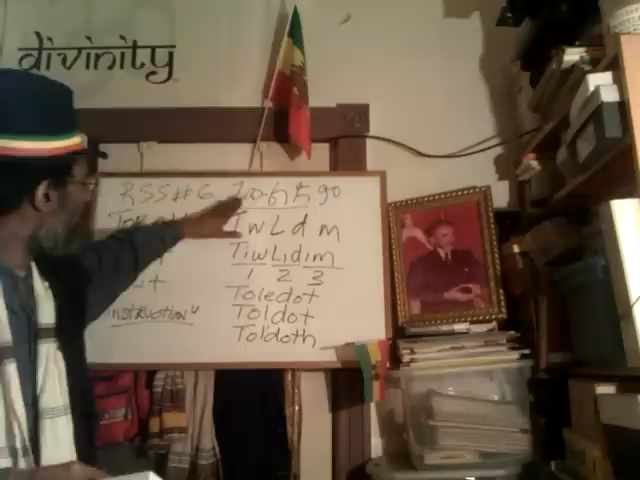 divinity
RSS#6
TwLdm
TiwLidim
1 2 3
Toledot
INSTRUCTION"
Toldot
Toldoth